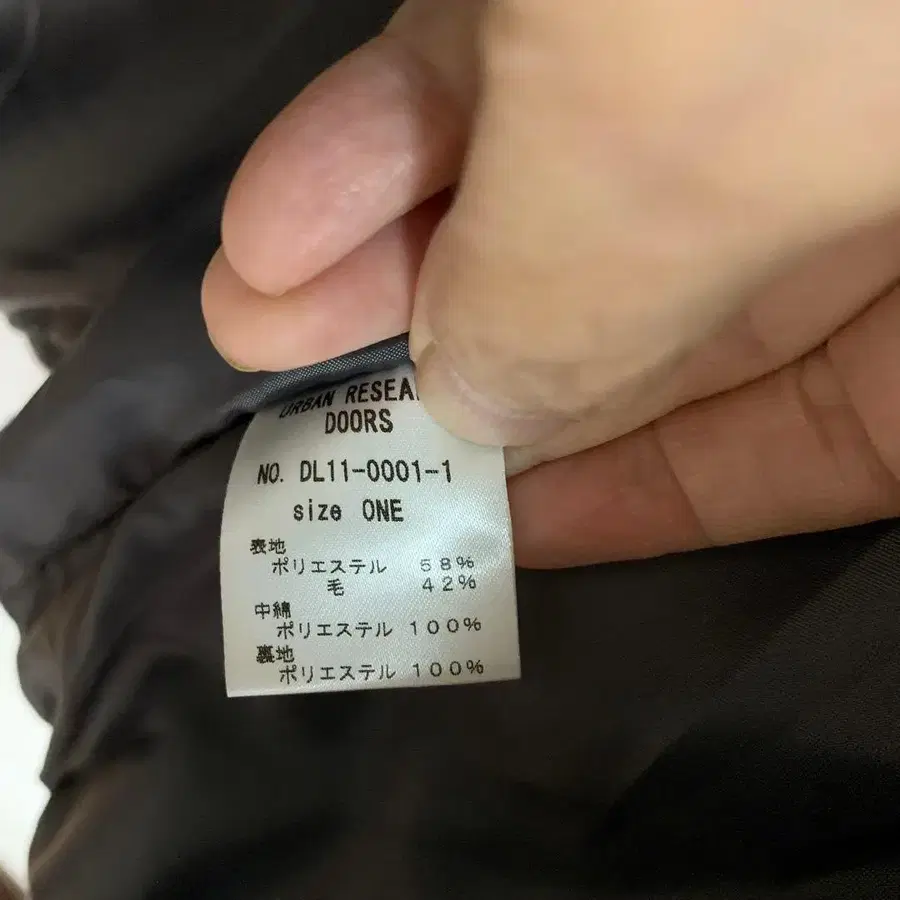 URBAN RESEA
DOORS
NO. DL11-0001-1
size ONE
表地
ポリエステル 58%
毛 42%
中綿
ポリエステル 100%
裏地
ポリエステル 100%